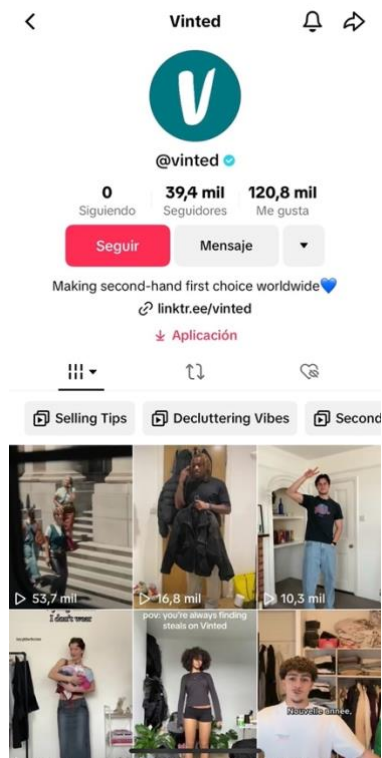 Vinted
V
@vinted
0 39,4 mil 120,8 mil
Siguiendo Seguidores Me gusta
Seguir Mensaje
Making second-hand first choice worldwide💙
linktr.ee/vinted
Aplicación
Selling Tips Decluttering Vibes Second
53,7 mil 16,8 mil 10,3 mil
I don't wear
pov: you're always finding
steals on Vinted
Nouvelle année,